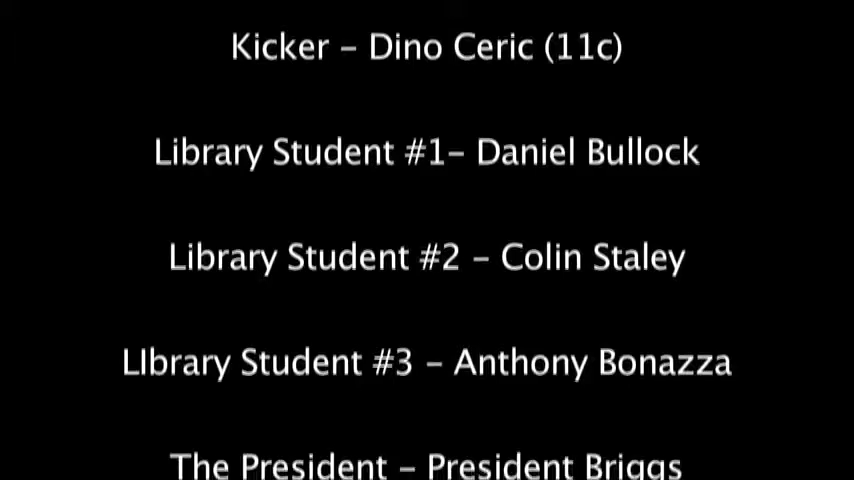 Kicker – Dino Ceric (11c)
Library Student #1– Daniel Bullock
Library Student #2 – Colin Staley
LIbrary Student #3 – Anthony Bonazza
The President – President Briggs